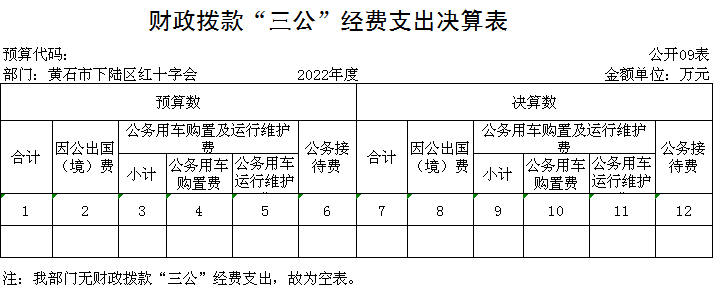 财政拨款“三公”经费支出决算表
预算代码： 公开09表
部门：黄石市下陆区红十字会 2022年度 金额单位：万元
预算数 决算数
合计 因公出国（境）费 公务用车购置及运行维护费 公务接待费 合计 因公出国（境）费 公务用车购置及运行维护费 公务接待费
小计 公务用车购置费 公务用车运行维护 小计 公务用车购置费 公务用车运行维护
1 2 3 4 5 6 7 8 9 10 11 12
注：我部门无财政拨款“三公”经费支出，故为空表。